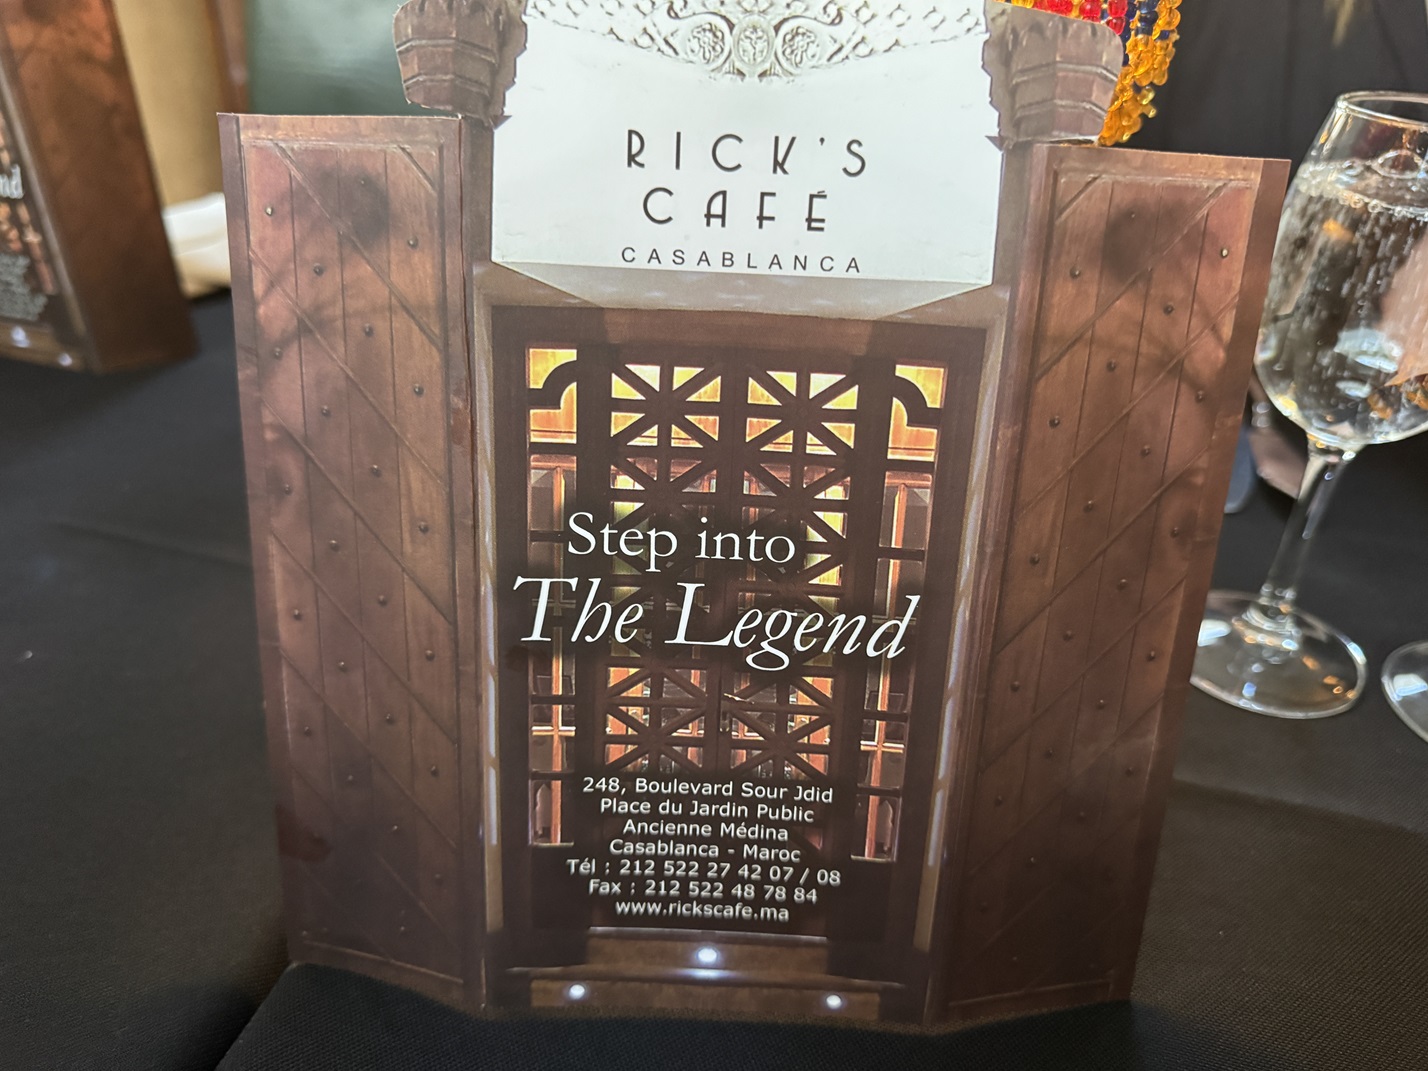 RICK'S
CAFÉ
CASABLANCA
Step into
The Legend
248, Boulevard Sour Jdid
Place du Jardin Public
Ancienne Médina
Casablanca - Maroc
Tél : 212 522 27 42 07 / 08
Fax : 212 522 48 78 84
www.rickscafe.ma